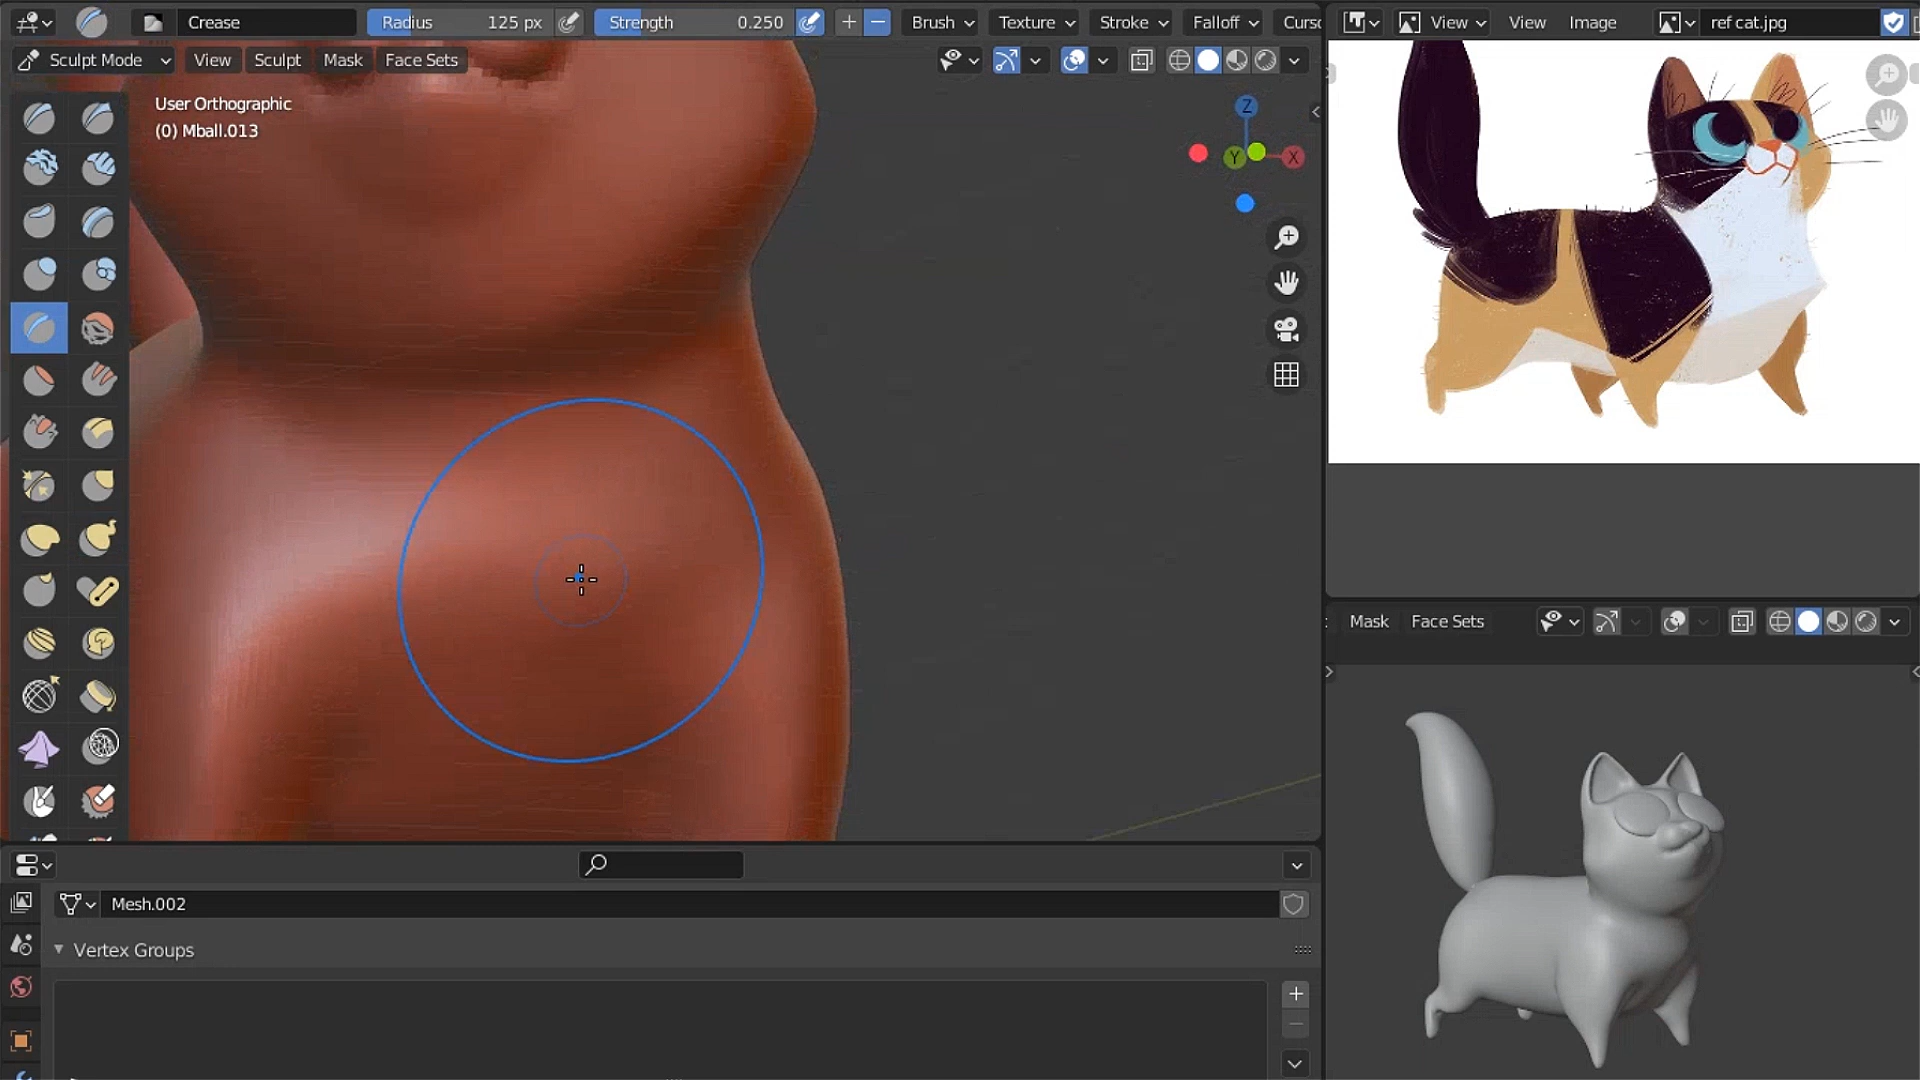 Crease Radius 125 px Strength 0.250 Brush Texture Stroke Falloff Curso View View Image ref cat.jpg
Sculpt Mode View Sculpt Mask Face Sets
User Orthographic
(0) Mball.013
Z
Y X
Mask Face Sets
Mesh.002
Vertex Groups